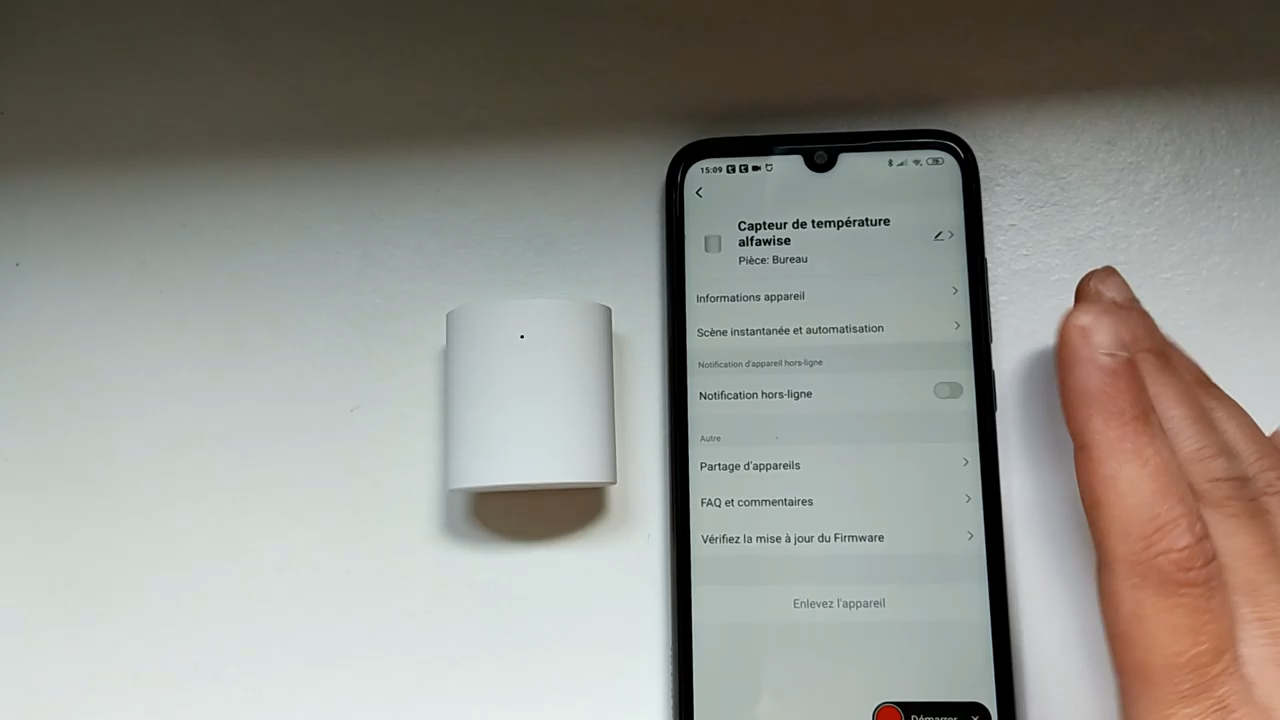 15:09
Capteur de température
alfawise
Pièce: Bureau
Informations appareil
Scène instantanée et automatisation
Notification d'appareil hors-ligne
Notification hors-ligne
Autre
Partage d'appareils
FAQ et commentaires
Vérifiez la mise à jour du Firmware
Enlevez l'appareil
Démarrer